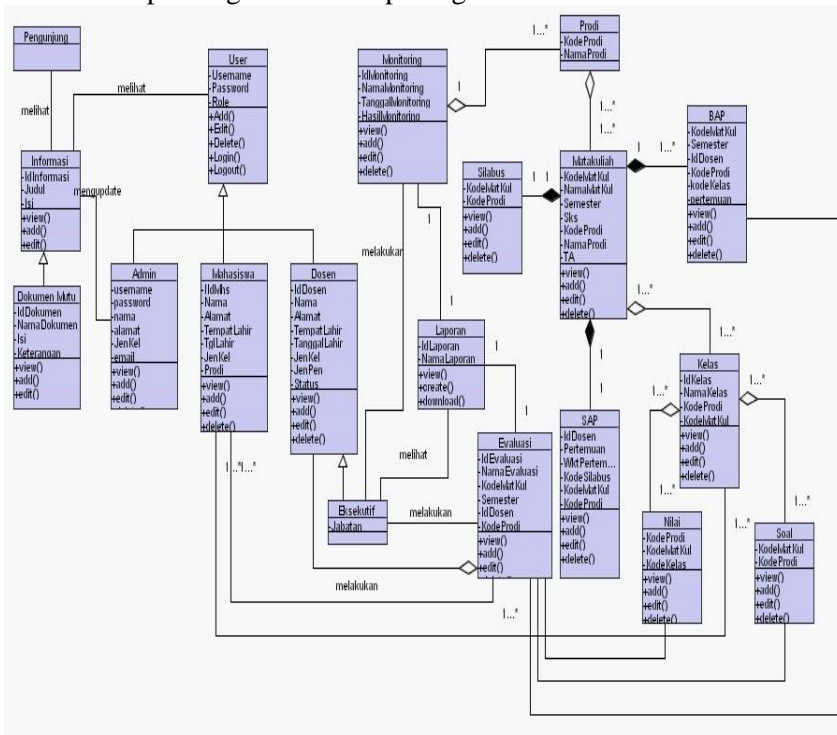 Pengunjung
melihat
User
-Username
-Password
-Role
+Add()
+Edit()
+Delete()
+Login()
+Logout()
melihat
Informasi
-IdInformasi
-Judul
-Isi
+view()
+add()
+edit()
mengupdate
Dokumen Mutu
-IdDokumen
-NamaDokumen
-Isi
-Keterangan
+view()
+add()
+edit()
Admin
-username
-password
-nama
-alamat
-JenKel
-email
+view()
+add()
+edit()
Mahasiswa
-Nama
-Alamat
-TempatLahir
-TglLahir
-JenKel
-Prodi
+view()
+add()
+edit()
+delete()
1...*1...*
Dosen
-IdDosen
-Nama
-Alamat
-TempatLahir
-TanggalLahir
-JenKel
-JenPen
-Status
+view()
+add()
+edit()
+delete()
Eksekutif
-Jabatan
Monitoring
-IdMonitoring
-NamaMonitoring
-TanggalMonitoring
-HasilMonitoring
+view()
+add()
+edit()
+delete()
1
1...*
melakukan
1
1
Laporan
-IdLaporan
-NamaLaporan
+view()
+create()
+download()
1
1
melihat
melakukan
melakukan
Evaluasi
-IdEvaluasi
-NamaEvaluasi
-KodeMatKul
-Semester
-IdDosen
-KodeProdi
+view()
+add()
+edit()
1...*
Prodi
-KodeProdi
-NamaProdi
1...*
1...*
Silabus
-KodeMatKul
-KodeProdi
+view()
+add()
+edit()
+delete()
1
1
Matakuliah
-KodeMatKul
-NamaMatKul
-Semester
-Sks
-KodeProdi
-NamaProdi
-TA
+view()
+add()
+edit()
+delete()
1
1...*
BAP
-KodeMatKul
-Semester
-IdDosen
-KodeProdi
-kodeKelas
-pertemuan
+view()
+add()
+edit()
+delete()
1...*
1...*
1
1
SAP
-IdDosen
-Pertemuan
-WktPertem...
-KodeSilabus
-KodeMatKul
-KodeProdi
+view()
+add()
+edit()
+delete()
Kelas
-IdKelas
-NamaKelas
-KodeProdi
-KodeMatKul
+view()
+add()
+edit()
+delete()
1...*
1...*
1...*
1...*
1...*
Nilai
-KodeProdi
-KodeMatKul
-KodeKelas
+view()
+add()
+edit()
+delete()
Soal
-KodeMatKul
-KodeProdi
+view()
+add()
+edit()
+delete()